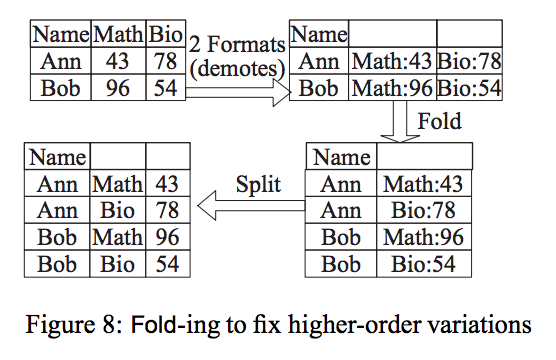 Name Math Bio
Ann 43 78
Bob 96 54
2 Formats
(demotes)
Name
Ann Math:43 Bio:78
Bob Math:96 Bio:54
Fold
Name
Ann Math:43
Ann Bio:78
Bob Math:96
Bob Bio:54
Split
Name
Ann Math 43
Ann Bio 78
Bob Math 96
Bob Bio 54
Figure 8: Fold-ing to fix higher-order variations